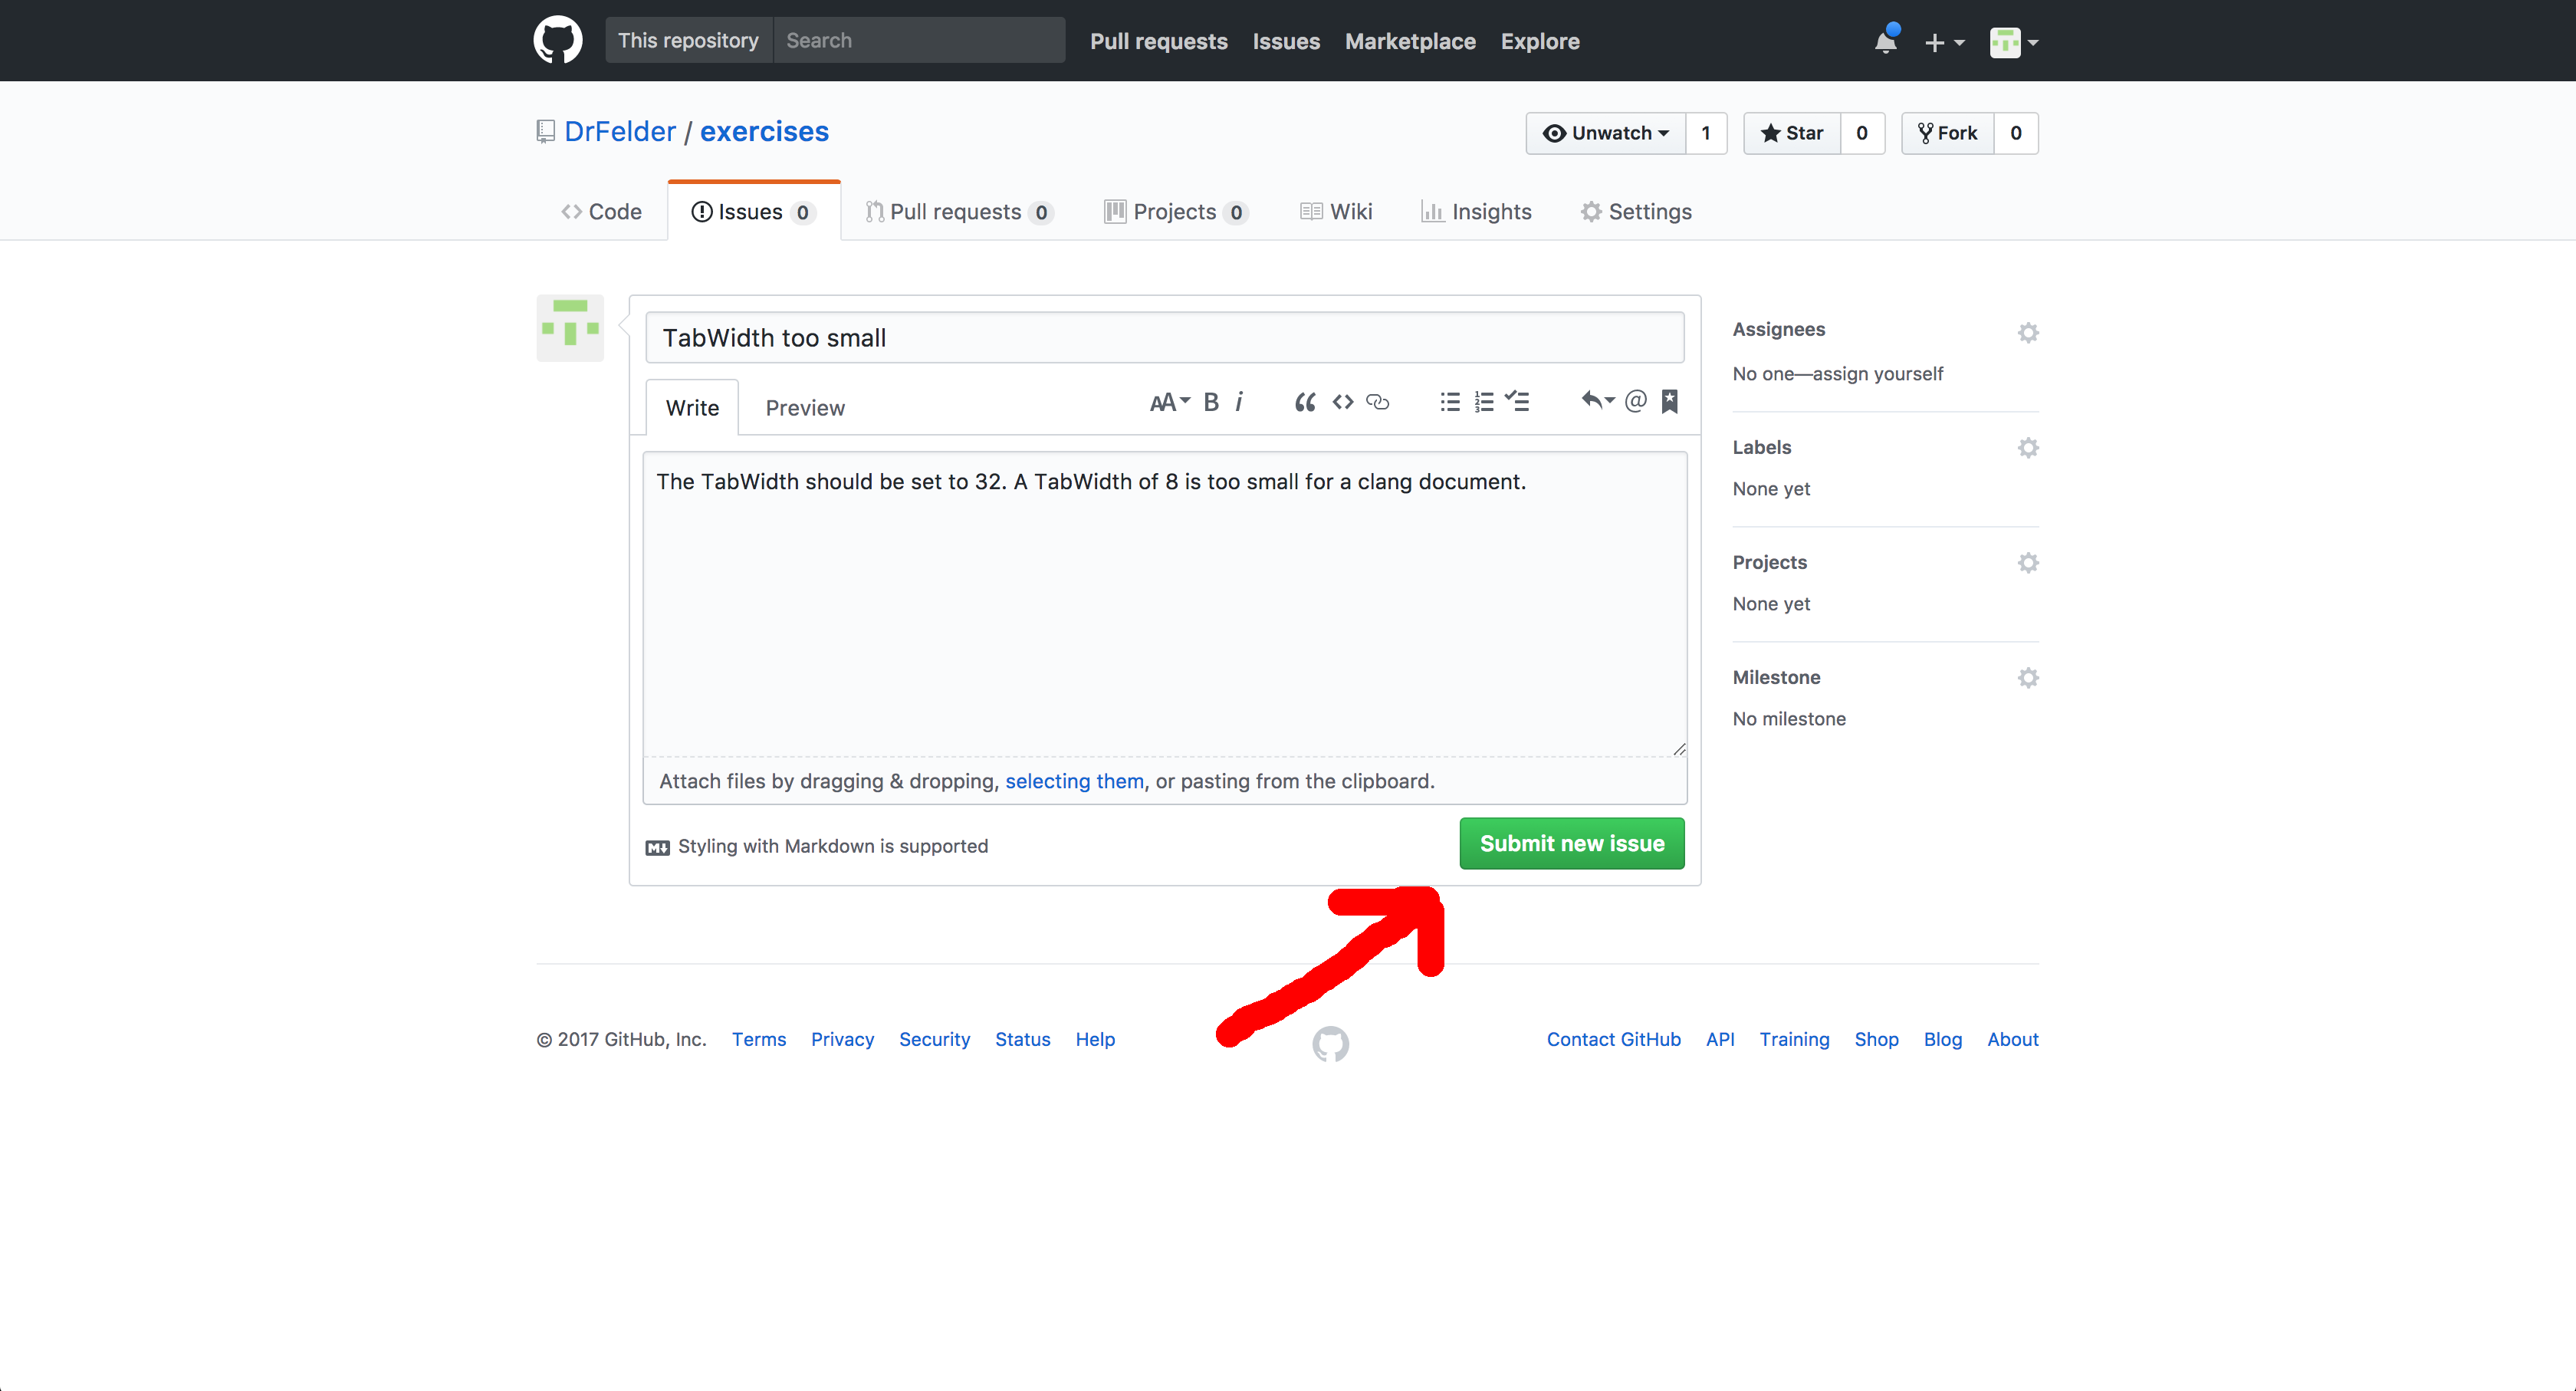 This repository Search Pull requests Issues Marketplace Explore
DrFelder / exercises Unwatch 1 Star 0 Fork 0
Code Issues 0 Pull requests 0 Projects 0 Wiki Insights Settings
TabWidth too small
Write Preview AA B i
The TabWidth should be set to 32. A TabWidth of 8 is too small for a clang document.
Attach files by dragging & dropping, selecting them, or pasting from the clipboard.
Styling with Markdown is supported
Submit new issue
Assignees
No one—assign yourself
Labels
None yet
Projects
None yet
Milestone
No milestone
© 2017 GitHub, Inc. Terms Privacy Security Status Help Contact GitHub API Training Shop Blog About